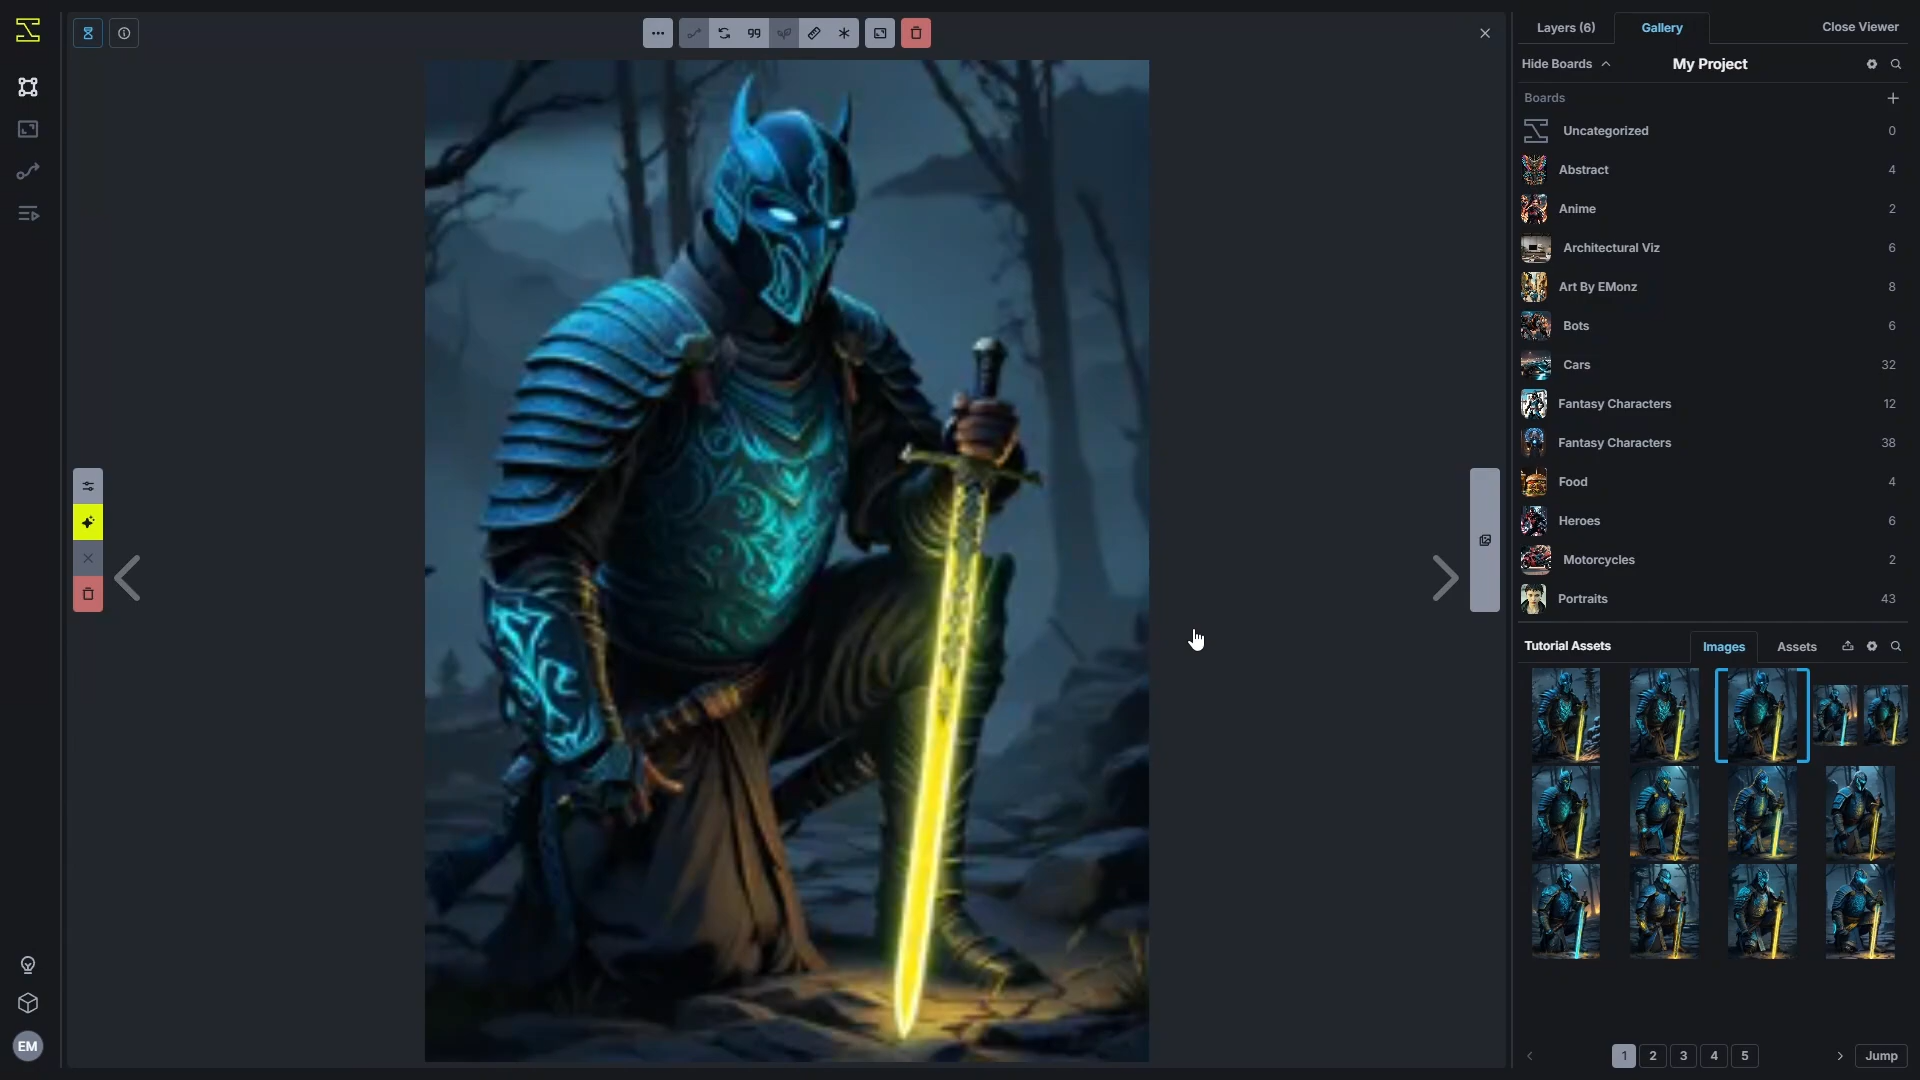 Layers (6)
Gallery
Close Viewer
Hide Boards
My Project
Boards
Uncategorized 0
Abstract 4
Anime 2
Architectural Viz 6
Art By EMonz 8
Bots 6
Cars 32
Fantasy Characters 12
Fantasy Characters 38
Food 4
Heroes 6
Motorcycles 2
Portraits 43
Tutorial Assets
Images
Assets
1 2 3 4 5
Jump
EM